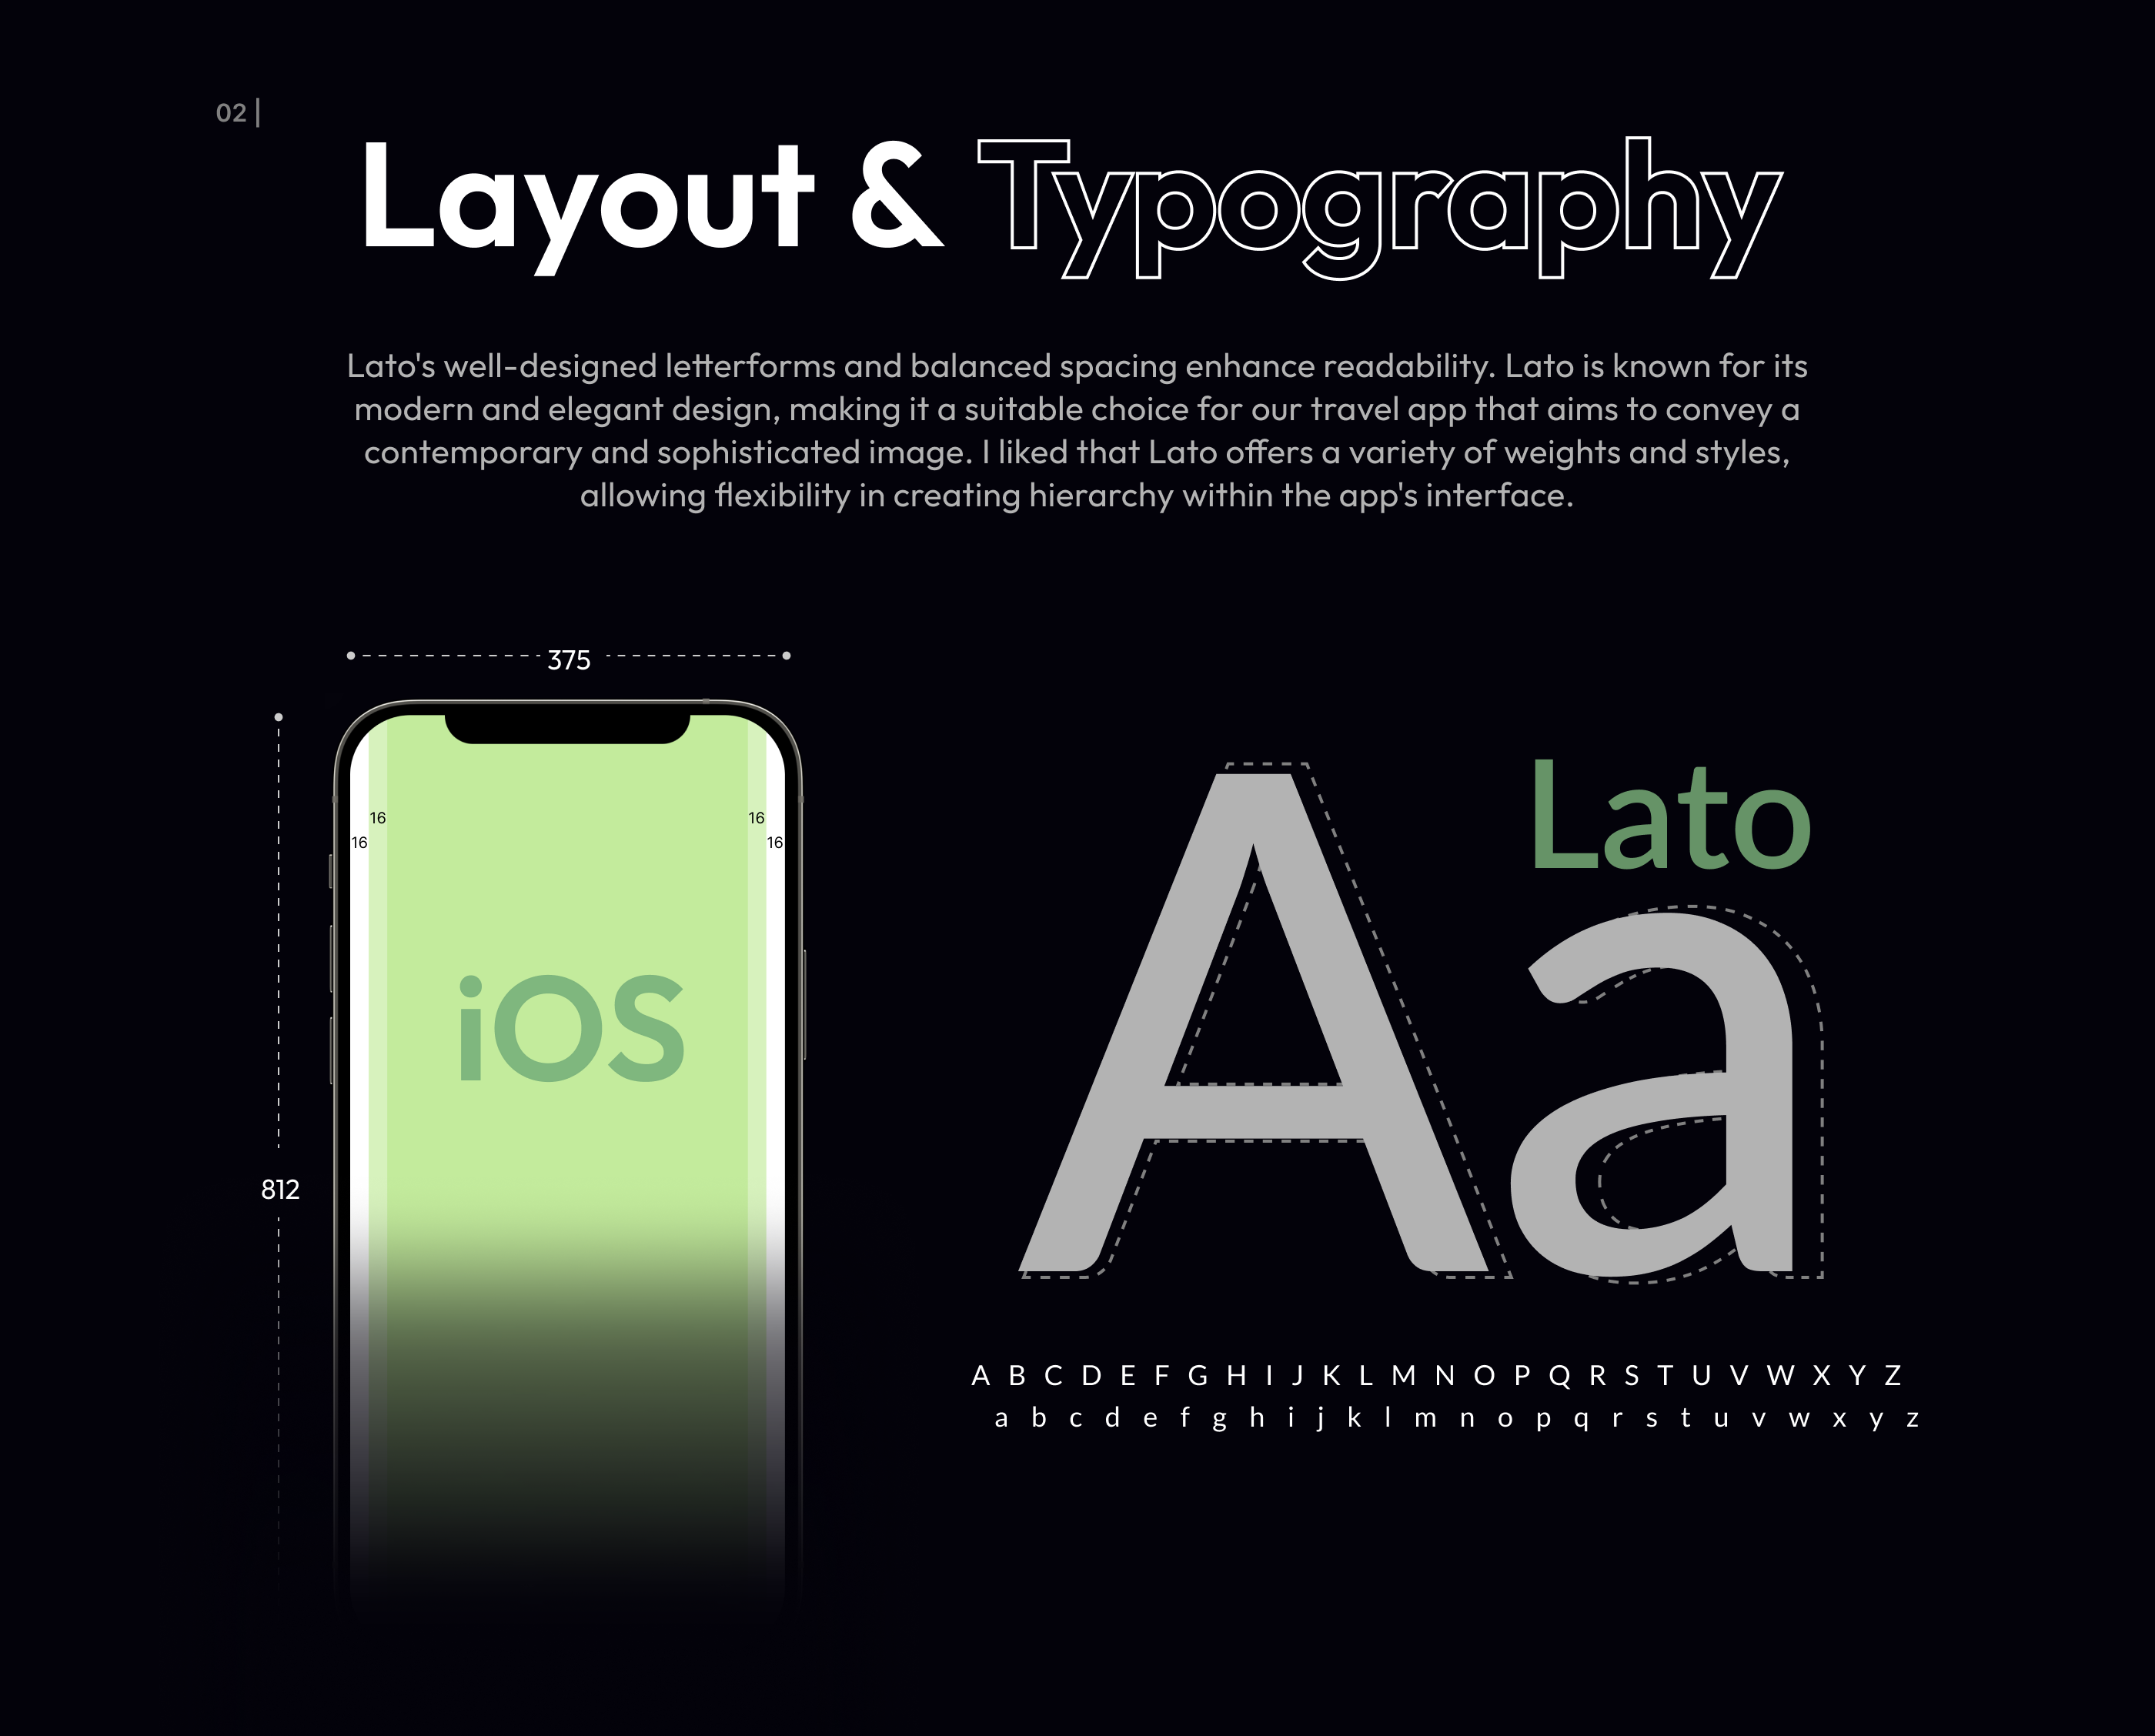 02 |
Layout & Typography
Lato's well-designed letterforms and balanced spacing enhance readability. Lato is known for its
modern and elegant design, making it a suitable choice for our travel app that aims to convey a
contemporary and sophisticated image. I liked that Lato offers a variety of weights and styles,
allowing flexibility in creating hierarchy within the app's interface.
375
812
16
16
16
16
iOS
Lato
Aa
A B C D E F G H I J K L M N O P Q R S T U V W X Y Z
a b c d e f g h i j k l m n o p q r s t u v w x y z